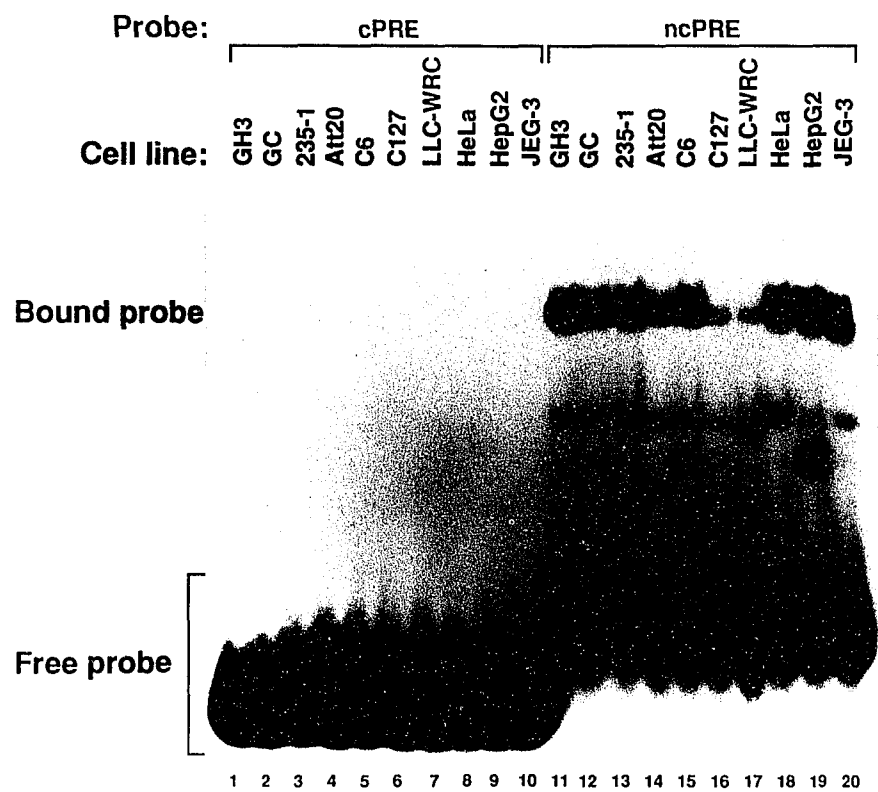 Probe: cPRE ncPRE
Cell line: GH3 GC 235-1 Att20 C6 C127 LLC-WRC HeLa HepG2 JEG-3 GH3 GC 235-1 Att20 C6 C127 LLC-WRC HeLa HepG2 JEG-3
Bound probe
Free probe
1 2 3 4 5 6 7 8 9 10 11 12 13 14 15 16 17 18 19 20